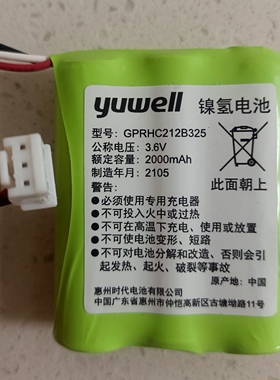 yuwell 镍氢电池
型号：GPRHC212B325
公称电压：3.6V
额定容量：2000mAh
制造年月：2105
此面朝上
警告：
●必须使用专用充电器
●不可投入火中或过热
●不可在高温下充电、使用
●不可使电池变形、短路
●不可对电池分解和改造、否则会引
起发热、起火、破裂等严重事故。
原产地：中国
惠州时代电池有限公司
中国广东省惠州市仲恺高新区古塘坳路11号